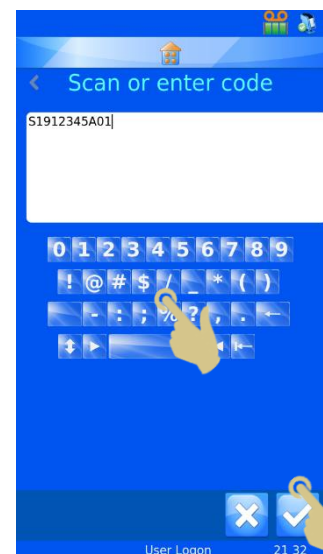 Scan or enter code
S1912345A01
0 1 2 3 4 5 6 7 8 9
! @ # $ / _ * ( )
- : ; % ? , . ←
User Logon 21 32